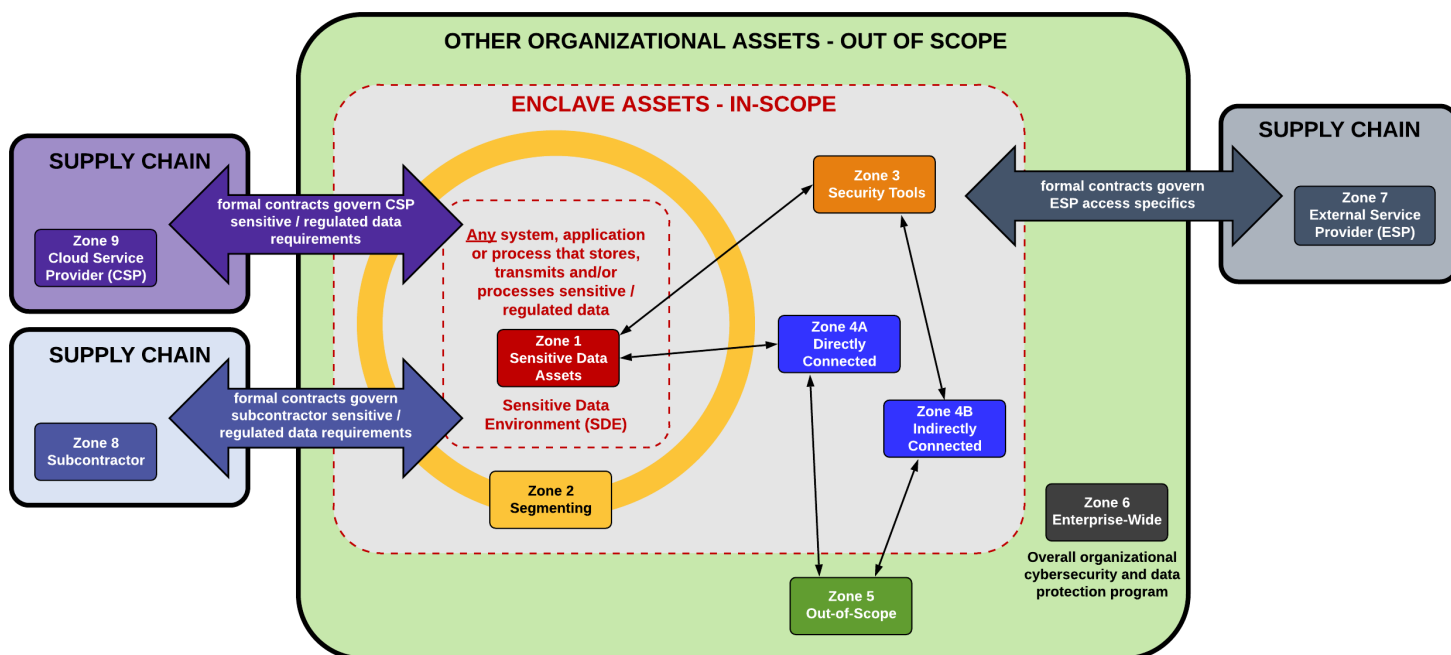 OTHER ORGANIZATIONAL ASSETS - OUT OF SCOPE
ENCLAVE ASSETS - IN-SCOPE
SUPPLY CHAIN
formal contracts govern CSP
sensitive / regulated data
requirements
Zone 9
Cloud Service
Provider (CSP)
SUPPLY CHAIN
formal contracts govern
subcontractor sensitive /
regulated data requirements
Zone 8
Subcontractor
Any system, application
or process that stores,
transmits and/or
processes sensitive /
regulated data
Zone 1
Sensitive Data
Assets
Sensitive Data
Environment (SDE)
Zone 2
Segmenting
Zone 3
Security Tools
Zone 4A
Directly
Connected
Zone 4B
Indirectly
Connected
Zone 5
Out-of-Scope
Zone 6
Enterprise-Wide
Overall organizational
cybersecurity and data
protection program
formal contracts govern
ESP access specifics
SUPPLY CHAIN
Zone 7
External Service
Provider (ESP)